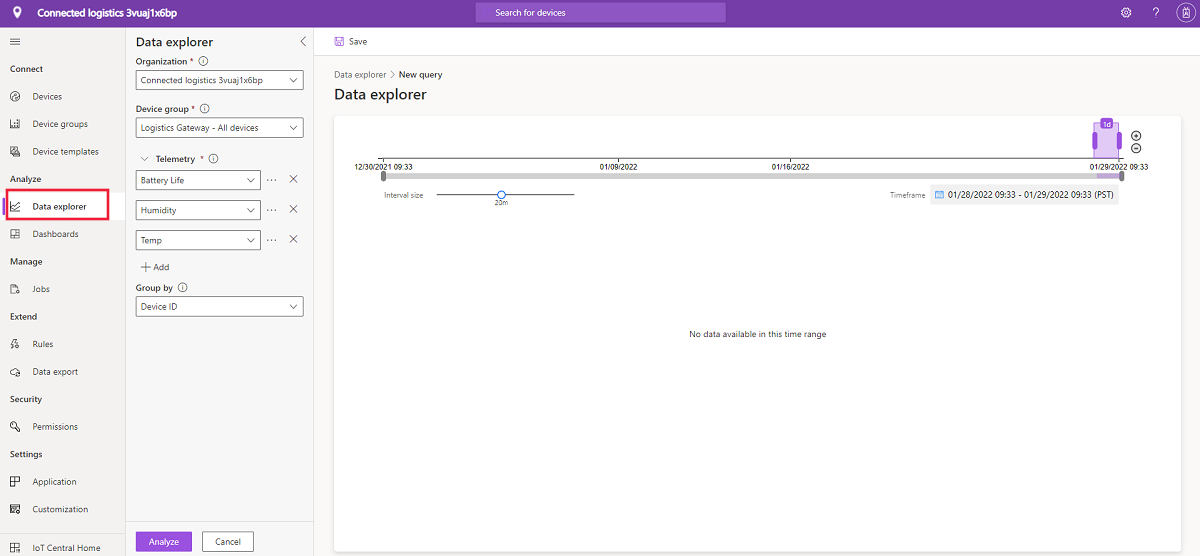 Connected logistics 3vuaj1x6bp
Search for devices
?
Connect
Devices
Device groups
Device templates
Analyze
Data explorer
Dashboards
Manage
Jobs
Extend
Rules
Data export
Security
Permissions
Settings
Application
Customization
IoT Central Home
Data explorer
Organization *
Connected logistics 3vuaj1x6bp
Device group *
Logistics Gateway - All devices
Telemetry *
Battery Life
Humidity
Temp
Add
Group by
Device ID
Analyze Cancel
Save
Data explorer > New query
Data explorer
1d
12/30/2021 09:33 01/09/2022 01/16/2022 01/29/2022 09:33
Interval size
20m
Timeframe 01/28/2022 09:33 - 01/29/2022 09:33 (PST)
No data available in this time range